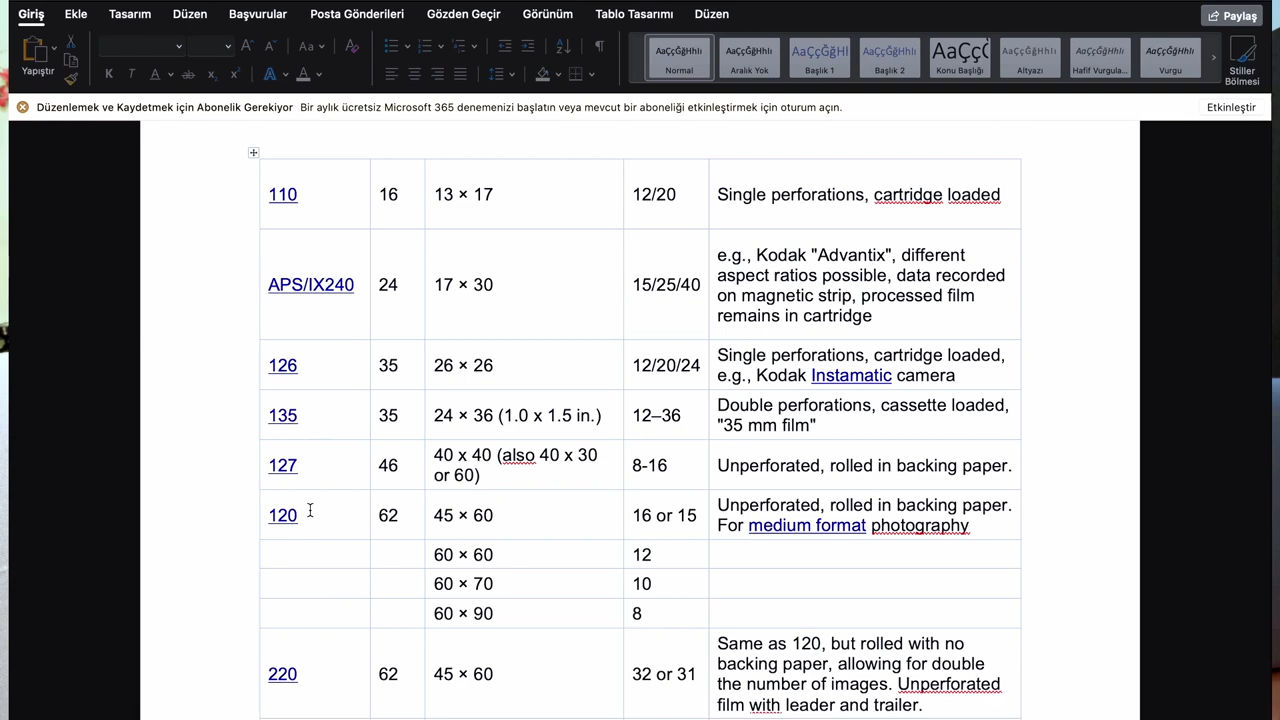 Giriş Ekle Tasarım Düzen Başvurular Posta Gönderileri Gözden Geçir Görünüm Tablo Tasarımı Düzen Paylaş
Yapıştır
K T A ab x₂ x² A A
A A Aa A
AaÇçĞğHhIı AaÇçĞğHhIı AaÇçĞğHl AaÇçĞğHhI AaÇç( AaÇçĞğHhIı AaÇçĞğHhIı AaÇçĞğHhIı
Normal Aralık Yok Başlık 1 Başlık 2 Konu Başlığı Altyazı Hafif Vurgula... Vurgu
Stiller
Bölmesi
Düzenlemek ve Kaydetmek için Abonelik Gerekiyor Bir aylık ücretsiz Microsoft 365 denemenizi başlatın veya mevcut bir aboneliği etkinleştirmek için oturum açın. Etkinleştir
110 16 13 × 17 12/20 Single perforations, cartridge loaded
APS/IX240 24 17 × 30 15/25/40 e.g., Kodak "Advantix", different
aspect ratios possible, data recorded
on magnetic strip, processed film
remains in cartridge
126 35 26 × 26 12/20/24 Single perforations, cartridge loaded,
e.g., Kodak Instamatic camera
135 35 24 × 36 (1.0 x 1.5 in.) 12–36 Double perforations, cassette loaded,
"35 mm film"
127 46 40 x 40 (also 40 x 30
or 60) 8-16 Unperforated, rolled in backing paper.
120 62 45 × 60 16 or 15 Unperforated, rolled in backing paper.
For medium format photography
60 × 60 12
60 × 70 10
60 × 90 8
220 62 45 × 60 32 or 31 Same as 120, but rolled with no
backing paper, allowing for double
the number of images. Unperforated
film with leader and trailer.